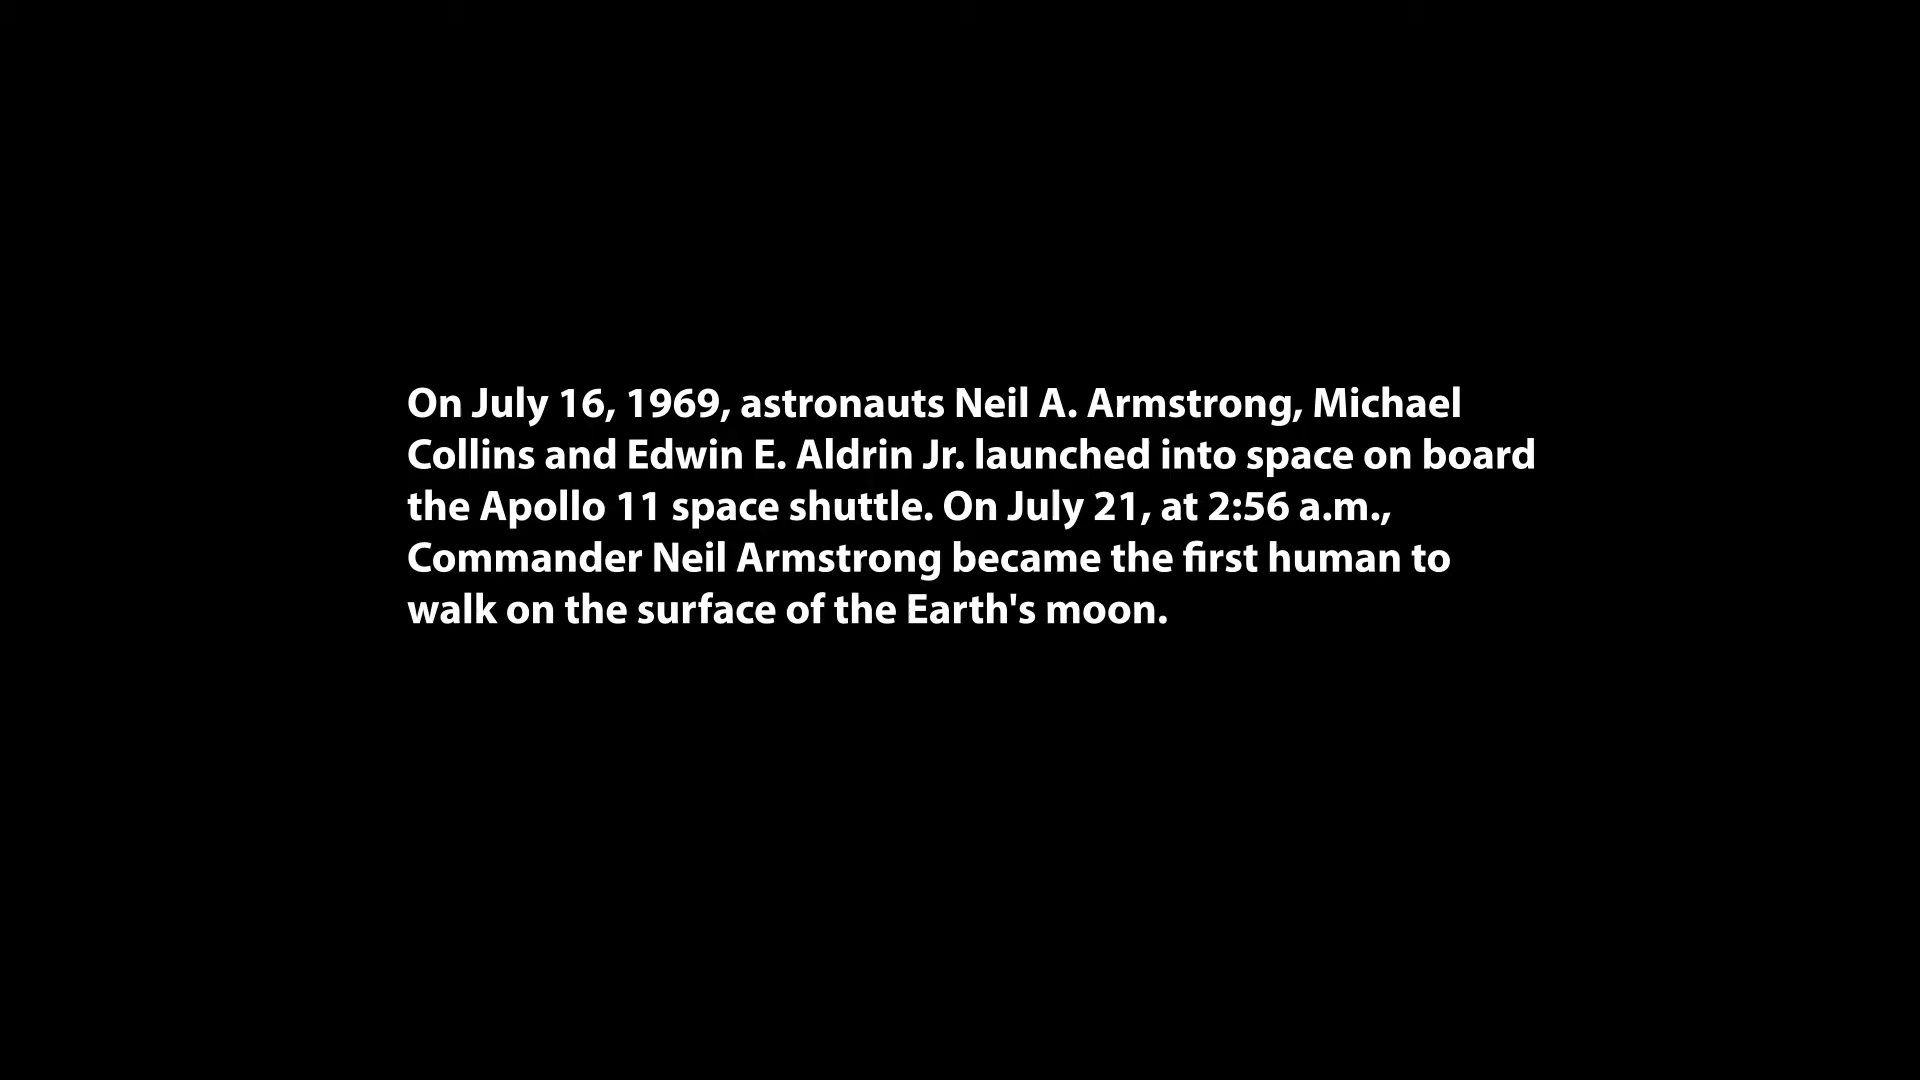 On July 16, 1969, astronauts Neil A. Armstrong, Michael
Collins and Edwin E. Aldrin Jr. launched into space on board
the Apollo 11 space shuttle. On July 21, at 2:56 a.m.,
Commander Neil Armstrong became the first human to
walk on the surface of the Earth's moon.